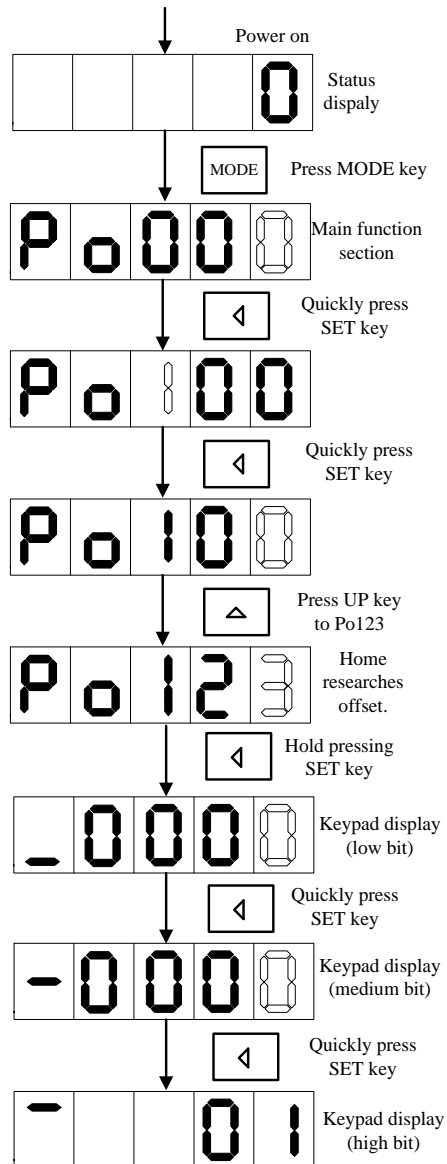 Power on
0
Status
dispaly
MODE
Press MODE key
Po000
Main function
section
Quickly press
SET key
Po100
Quickly press
SET key
Po100
Press UP key
to Po123
Po123
Home
researches
offset.
Hold pressing
SET key
_0000
Keypad display
(low bit)
Quickly press
SET key
-0000
Keypad display
(medium bit)
Quickly press
SET key
‾ 01
Keypad display
(high bit)